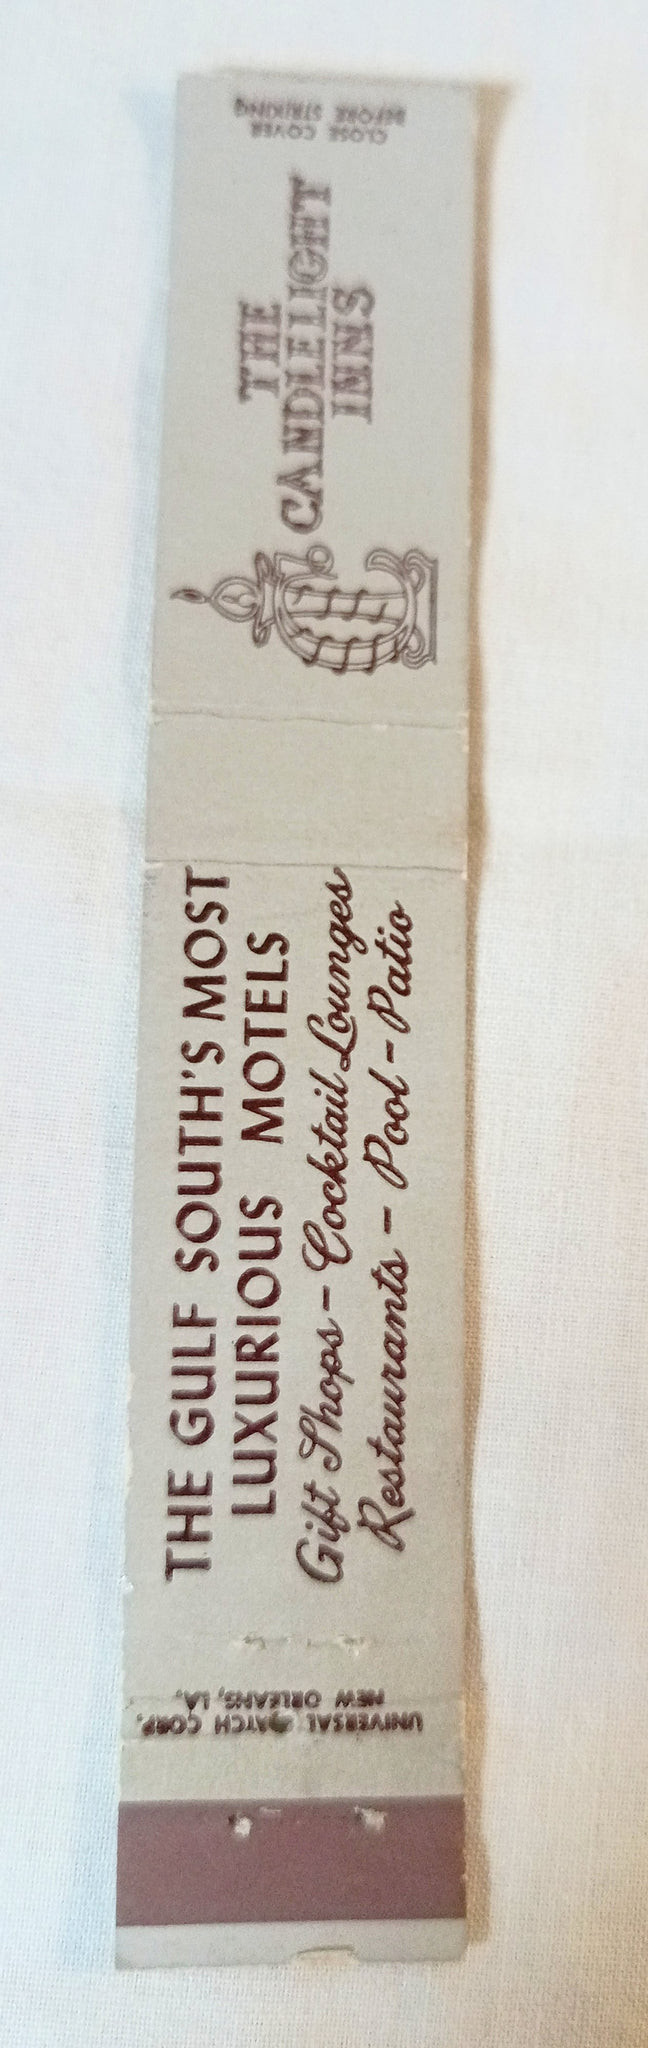 CLOSE COVER
BEFORE STRIKING
THE
CANDLELIGHT
INNS
THE GULF SOUTH'S MOST
LUXURIOUS MOTELS
Gift Shops - Cocktail Lounges
Restaurants - Pool - Patio
UNIVERSAL MATCH CORP.
NEW ORLEANS, LA.